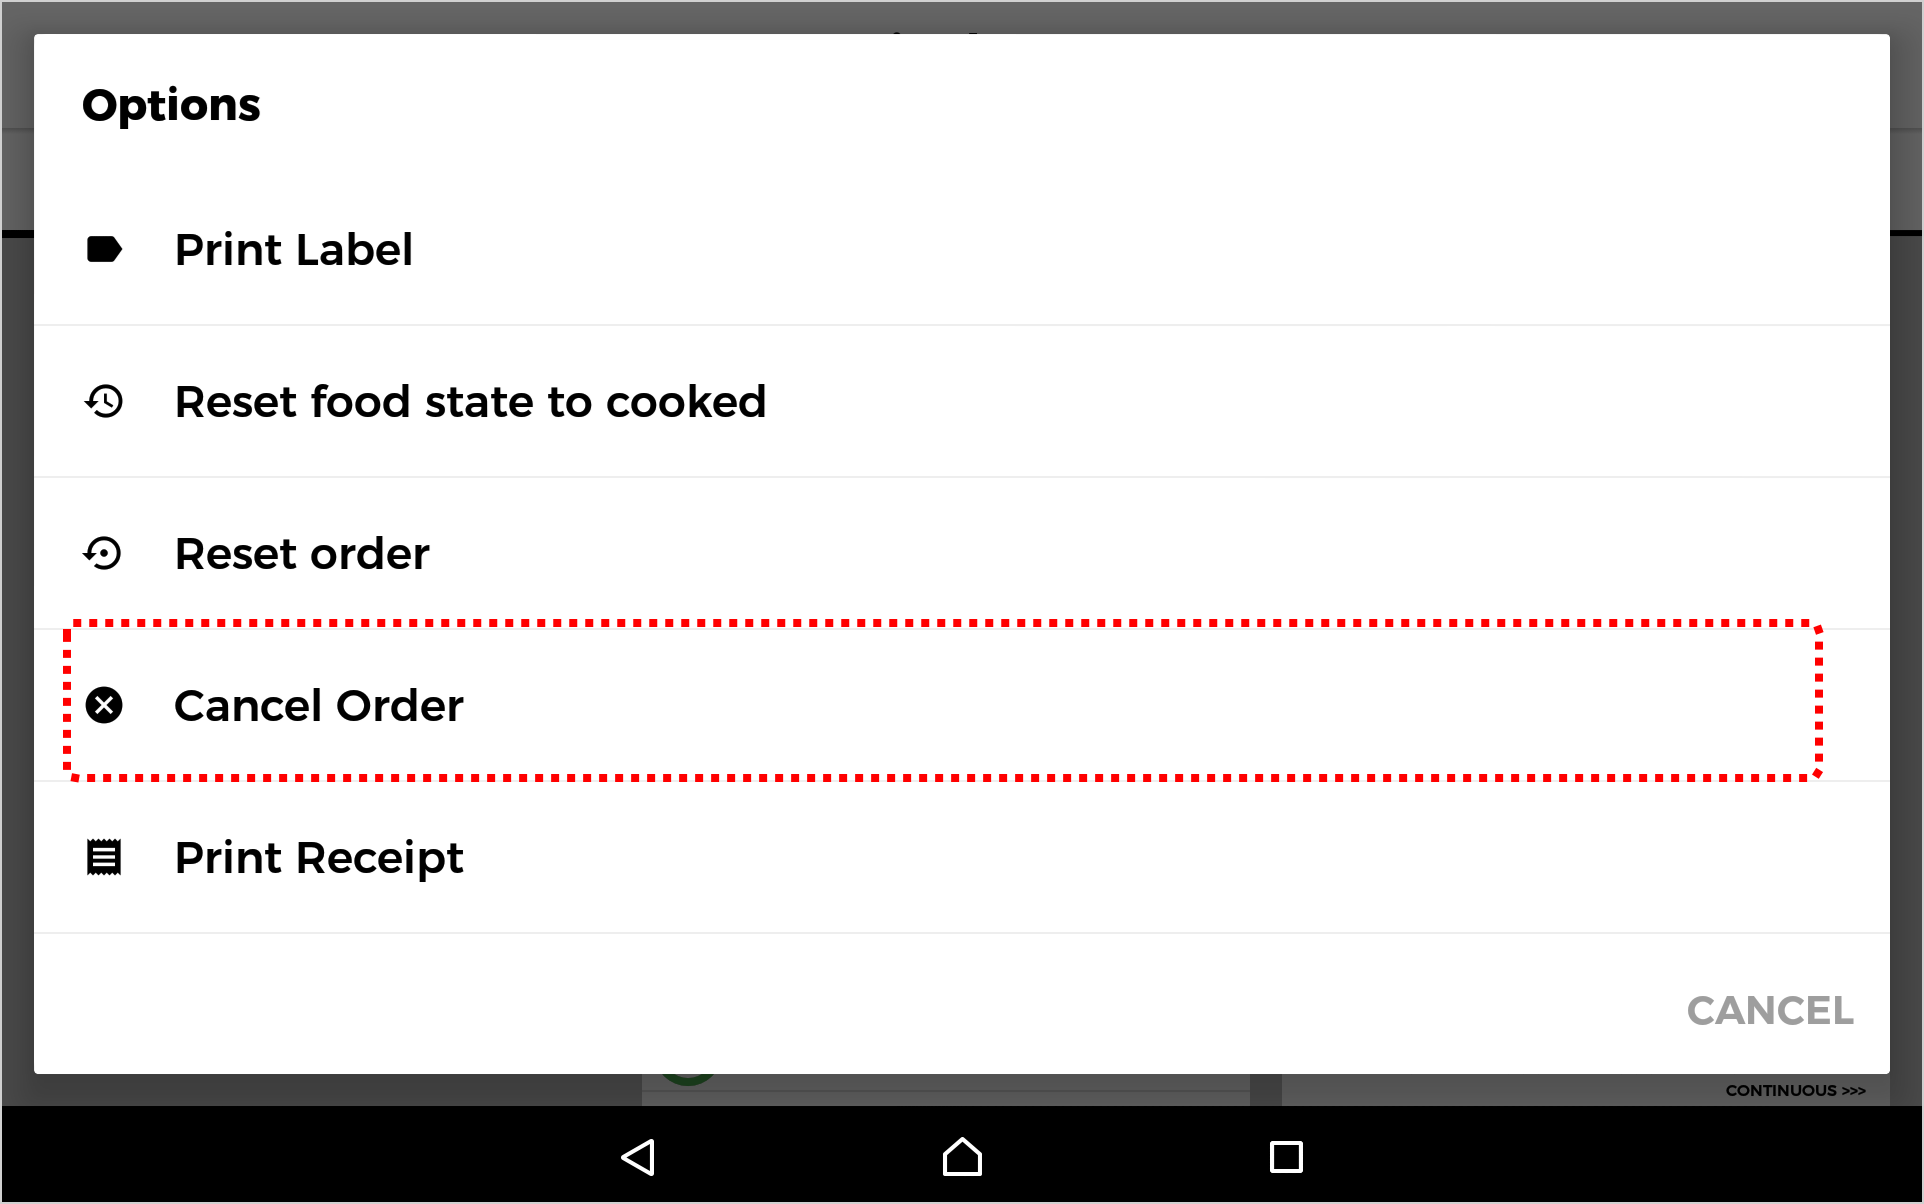 Options
Print Label
Reset food state to cooked
Reset order
Cancel Order
Print Receipt
CANCEL
CONTINUOUS >>>